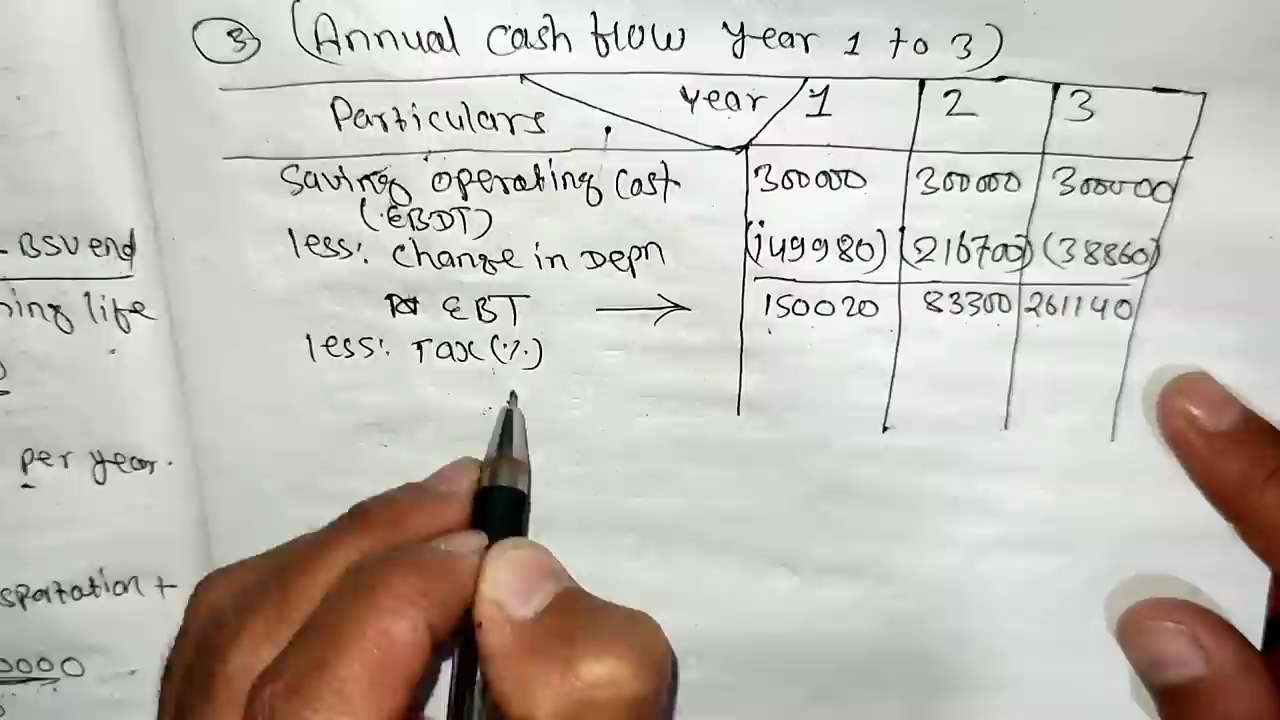 ③ (Annual cash flow year 1 to 3)
Particulars year 1 2 3
Saving operating Cost 300000 300000 300000
(EBDT)
less: Change in Depn (149980) (216700) (38860)
EBT → 150020 83300 261140
less: Tax (%)
- BSV end
ning life
per year.
sportation +
0000